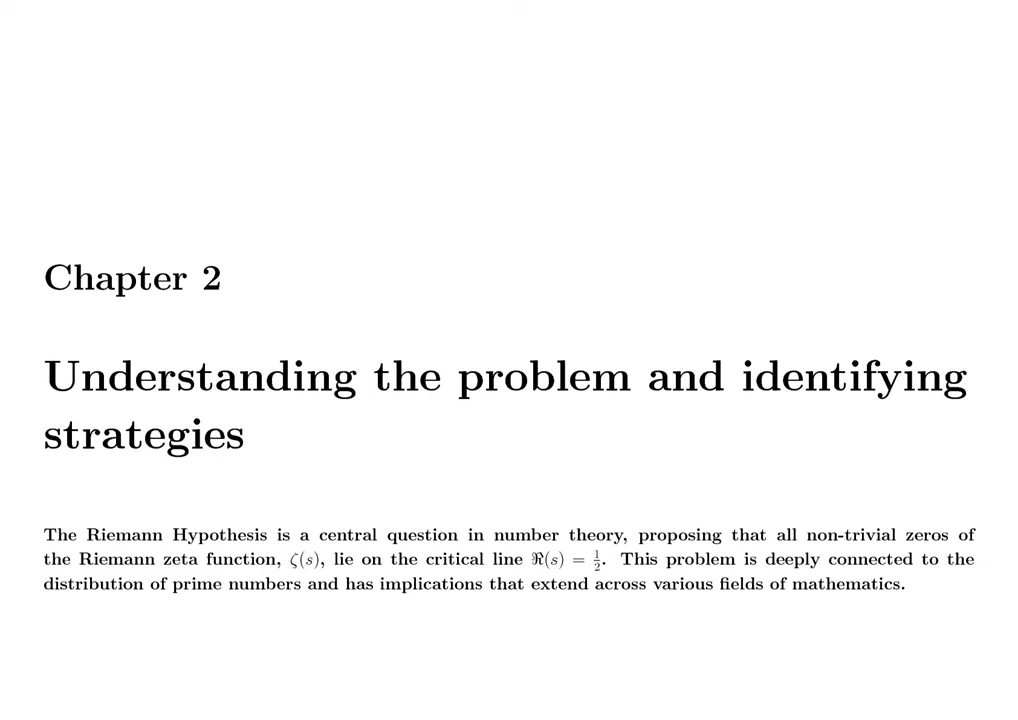 Chapter 2
Understanding the problem and identifying
strategies
The Riemann Hypothesis is a central question in number theory, proposing that all non-trivial zeros of
the Riemann zeta function, ζ(s), lie on the critical line ℜ(s) = 1/2. This problem is deeply connected to the
distribution of prime numbers and has implications that extend across various fields of mathematics.